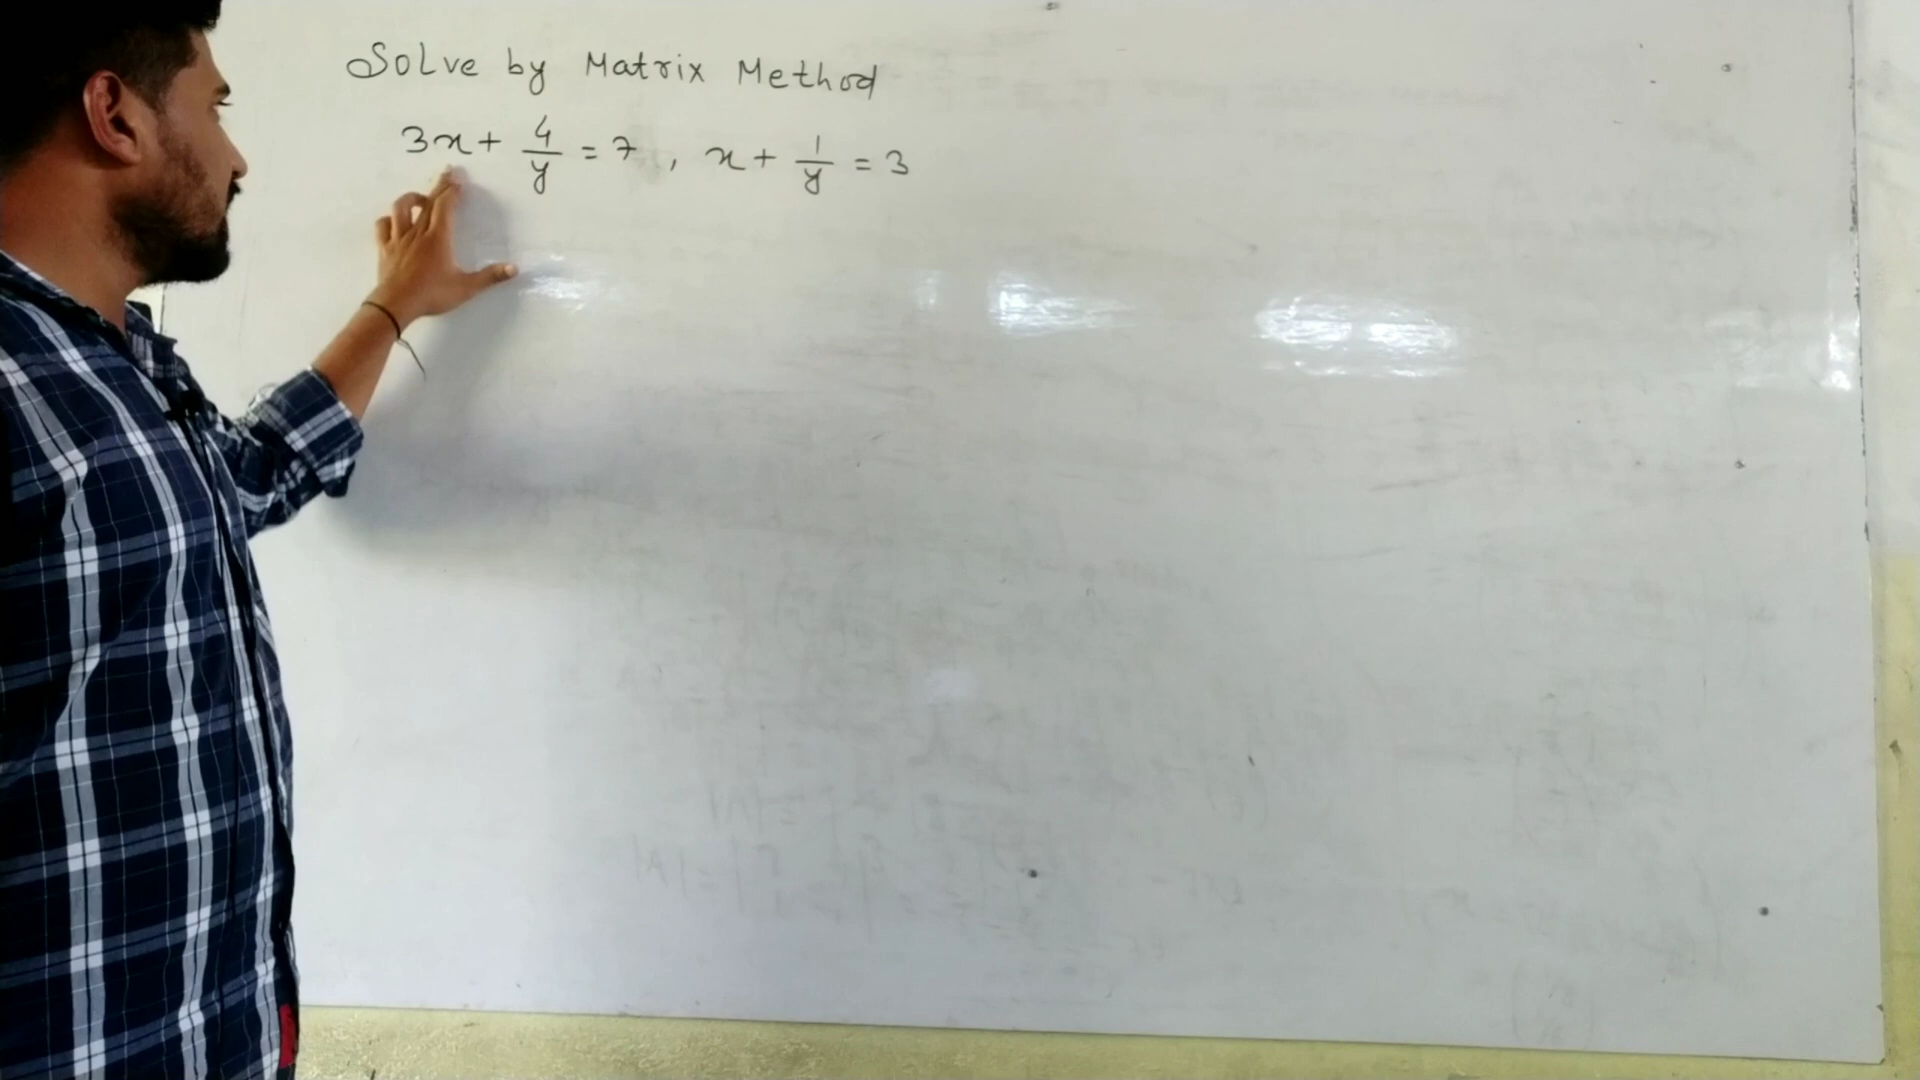 Solve by Matrix Method
3x + 4/y = 7 , x + 1/y = 3